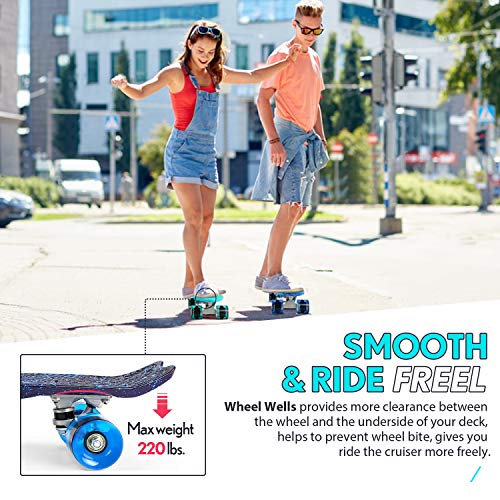 SMOOTH
& RIDE FREEL
Wheel Wells provides more clearance between
the wheel and the underside of your deck,
helps to prevent wheel bite, gives you
ride the cruiser more freely.
/
Max weight
220 lbs.